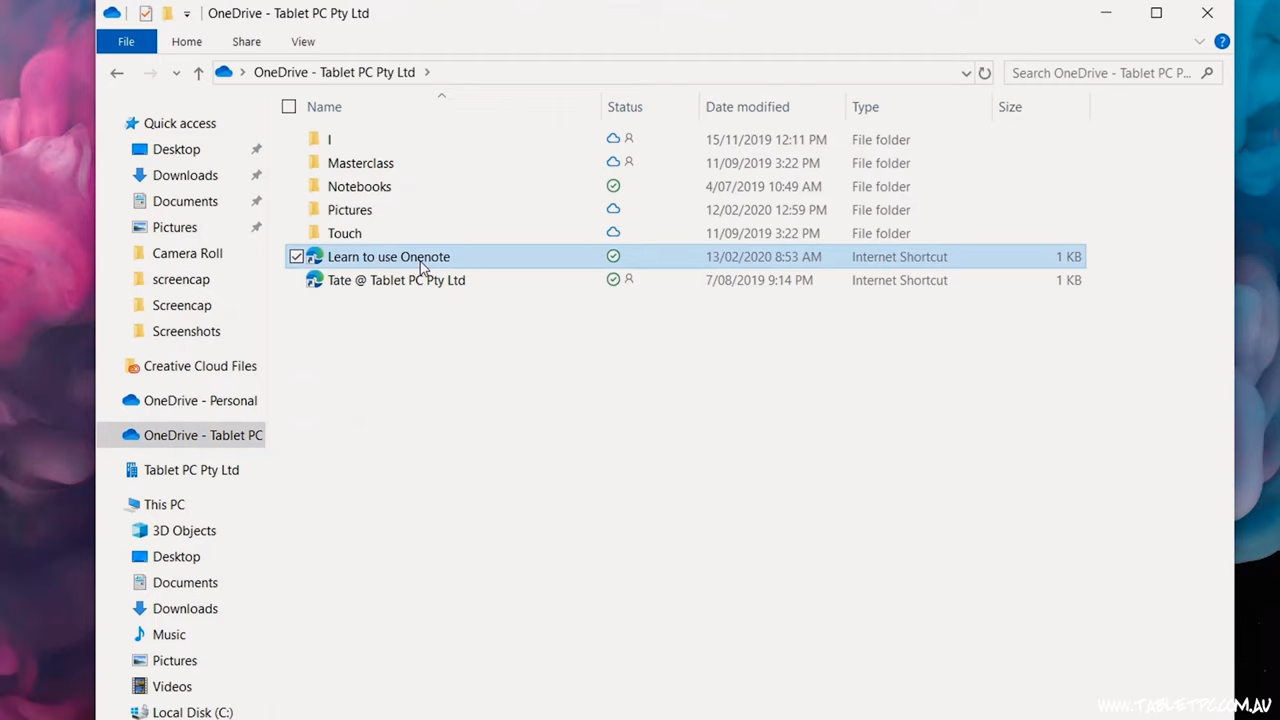 OneDrive - Tablet PC Pty Ltd
File Home Share View
OneDrive - Tablet PC Pty Ltd
Search OneDrive - Tablet PC P...
Name Status Date modified Type Size
I 15/11/2019 12:11 PM File folder
Masterclass 11/09/2019 3:22 PM File folder
Notebooks 4/07/2019 10:49 AM File folder
Pictures 12/02/2020 12:59 PM File folder
Touch 11/09/2019 3:22 PM File folder
Learn to use Onenote 13/02/2020 8:53 AM Internet Shortcut 1 KB
Tate @ Tablet PC Pty Ltd 7/08/2019 9:14 PM Internet Shortcut 1 KB
Quick access
Desktop
Downloads
Documents
Pictures
Camera Roll
screencap
Screencap
Screenshots
Creative Cloud Files
OneDrive - Personal
OneDrive - Tablet PC
Tablet PC Pty Ltd
This PC
3D Objects
Desktop
Documents
Downloads
Music
Pictures
Videos
Local Disk (C:)
WWW.TABLETPC.COM.AU